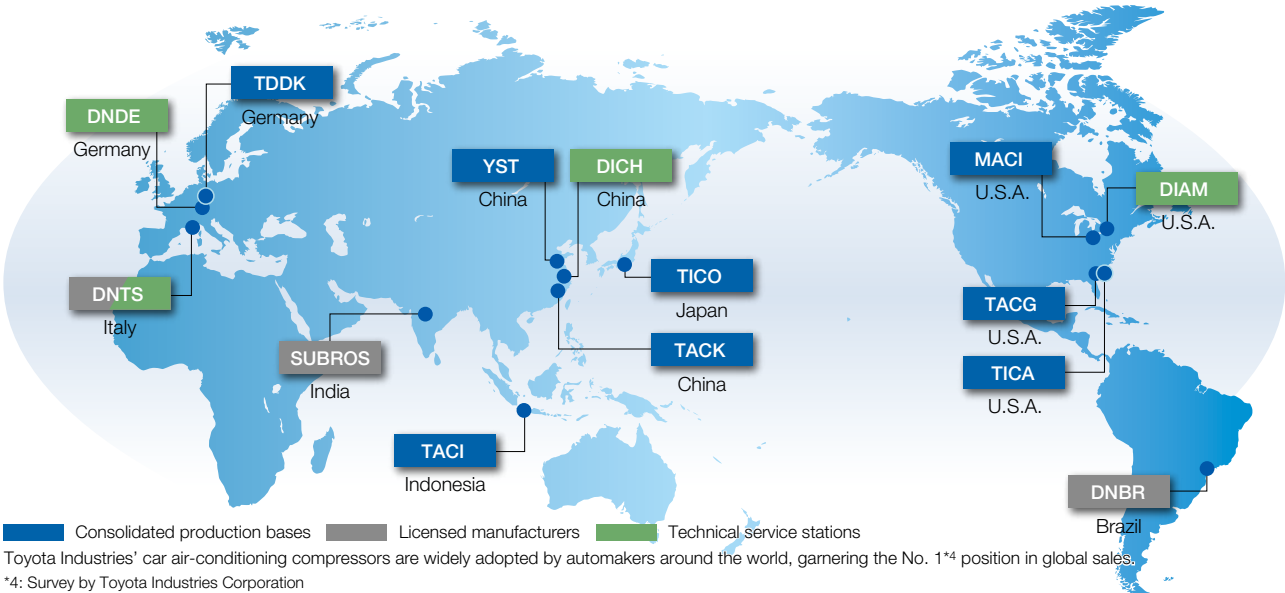 TDDK
Germany
DNDE
Germany
YST
China
DICH
China
MACI
U.S.A.
DIAM
U.S.A.
DNTS
Italy
TICO
Japan
TACG
U.S.A.
SUBROS
India
TACK
China
TICA
U.S.A.
TACI
Indonesia
DNBR
Brazil
Consolidated production bases Licensed manufacturers Technical service stations
Toyota Industries’ car air-conditioning compressors are widely adopted by automakers around the world, garnering the No. 1*4 position in global sales.
*4: Survey by Toyota Industries Corporation